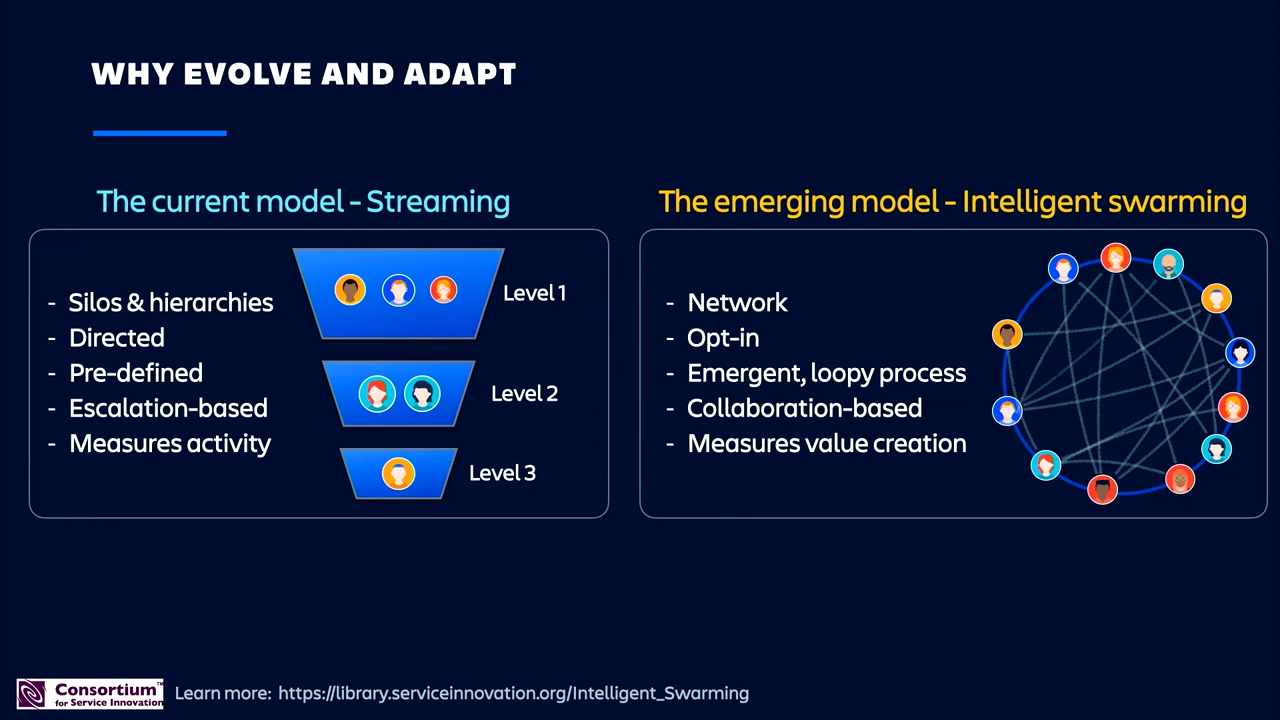 WHY EVOLVE AND ADAPT
The current model - Streaming
- Silos & hierarchies
- Directed
- Pre-defined
- Escalation-based
- Measures activity
Level 1
Level 2
Level 3
The emerging model - Intelligent swarming
- Network
- Opt-in
- Emergent, loopy process
- Collaboration-based
- Measures value creation
Consortium™
for Service Innovation
Learn more: https://library.serviceinnovation.org/Intelligent_Swarming